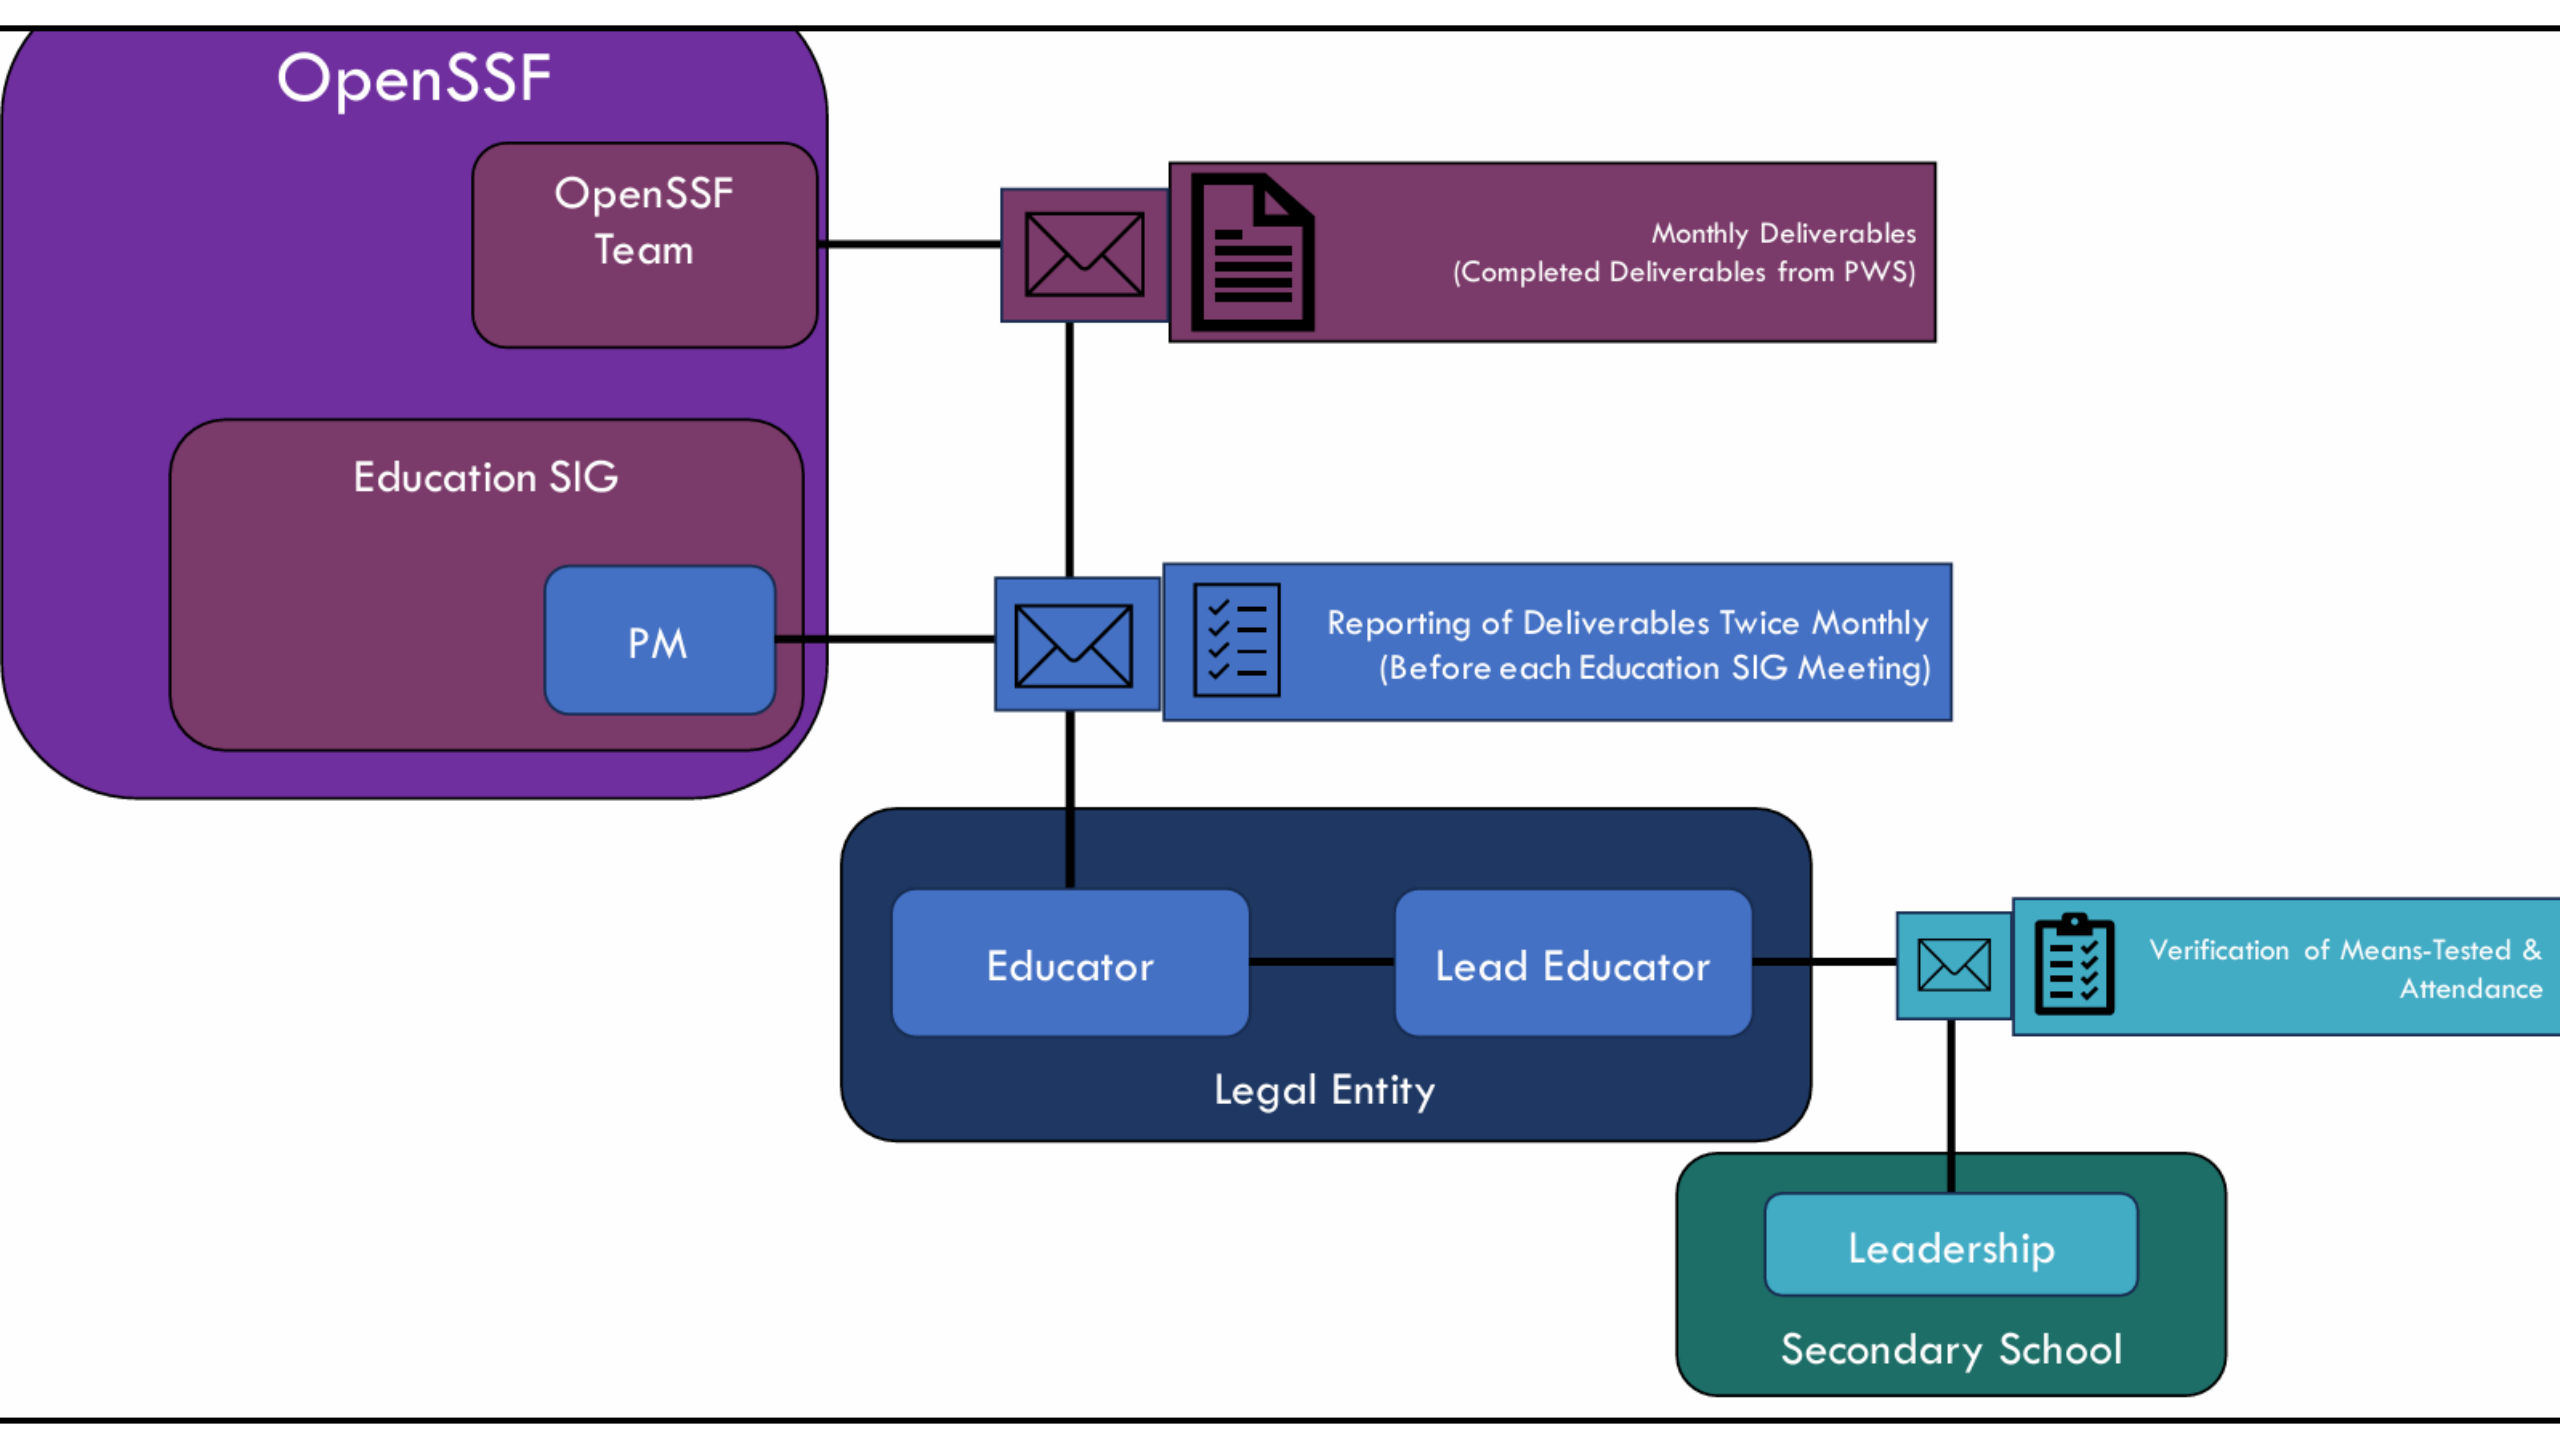 OpenSSF
OpenSSF
Team
Monthly Deliverables
(Completed Deliverables from PWS)
Education SIG
PM
Reporting of Deliverables Twice Monthly
(Before each Education SIG Meeting)
Educator
Lead Educator
Legal Entity
Verification of Means-Tested &
Attendance
Leadership
Secondary School